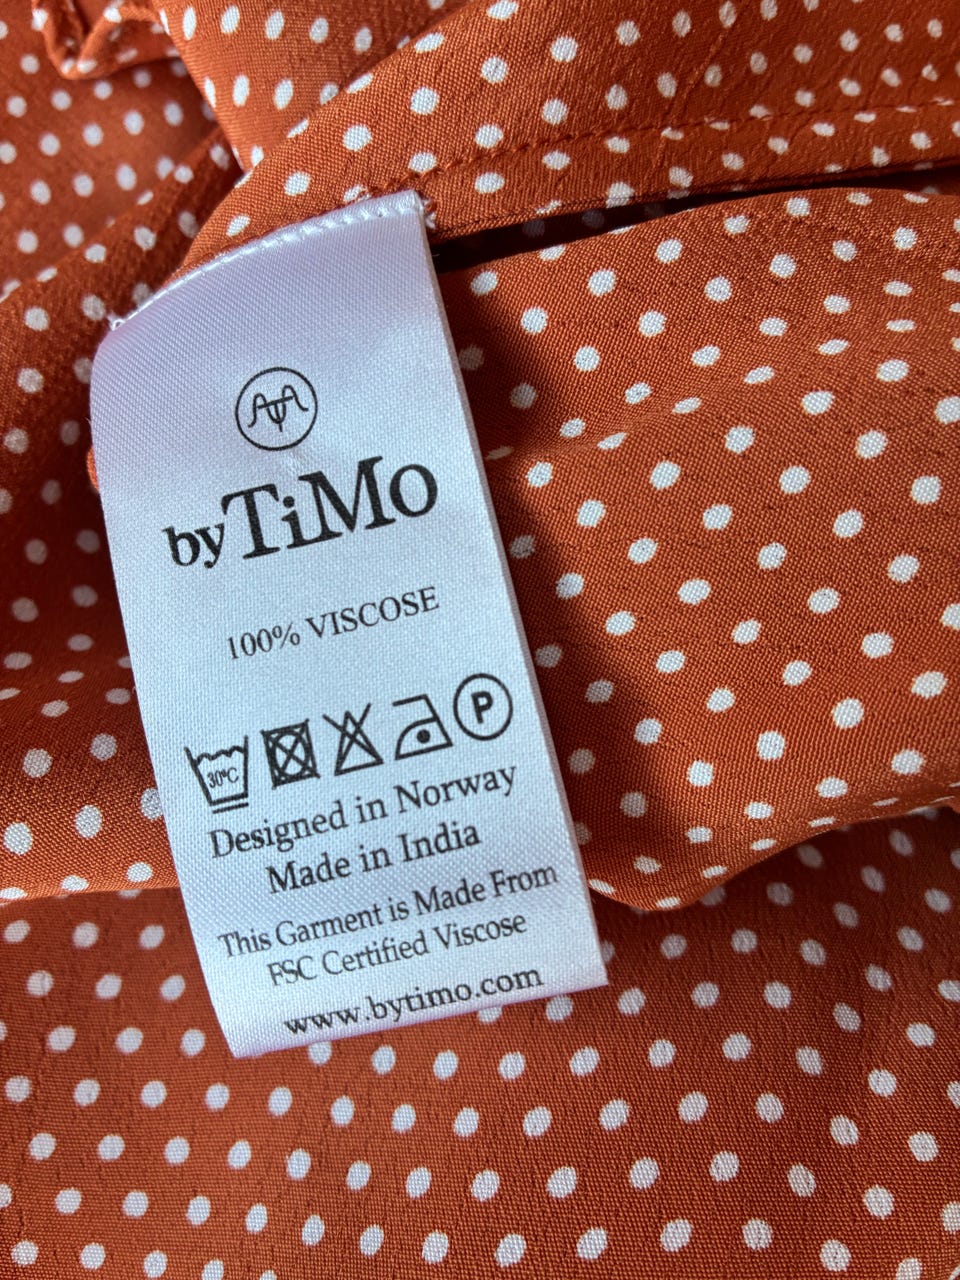 byTiMo
100% VISCOSE
30°C P
Designed in Norway
Made in India
This Garment is Made From
FSC Certified Viscose
www.bytimo.com